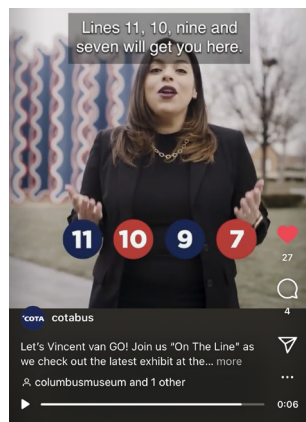 Lines 11, 10, nine and
seven will get you here.
11 10 9 7
27
4
COTA cotabus
Let's Vincent van GO! Join us "On The Line" as
we check out the latest exhibit at the... more
columbusmuseum and 1 other
0:06